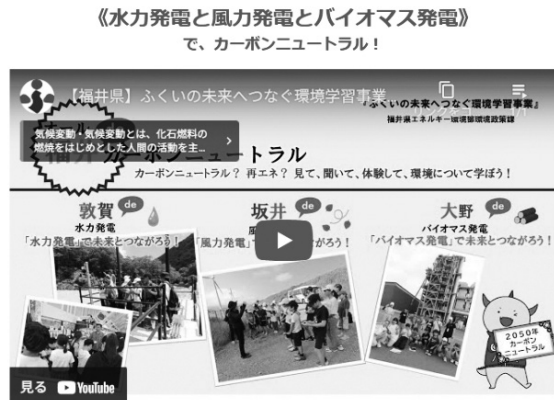 《水力発電と風力発電とバイオマス発電》
で、カーボンニュートラル！
【福井県】ふくいの未来へつなぐ環境学習事業
『ふくいの未来へつなぐ環境学習事業』
福井県エネルギー環境部環境政策課
気候変動・気候変動とは、化石燃料の
燃焼をはじめとした人間の活動を主...
カーボンニュートラル
カーボンニュートラル？ 再エネ？ 見て、聞いて、体験して、環境について学ぼう！
敦賀 de
水力発電
「水力発電」で未来とつながろう！
坂井 de
「風力発電」で
つながろう！
大野 de
バイオマス発電
「バイオマス発電」で未来とつながろう！
2050年
カーボン
ニュートラル
見る YouTube